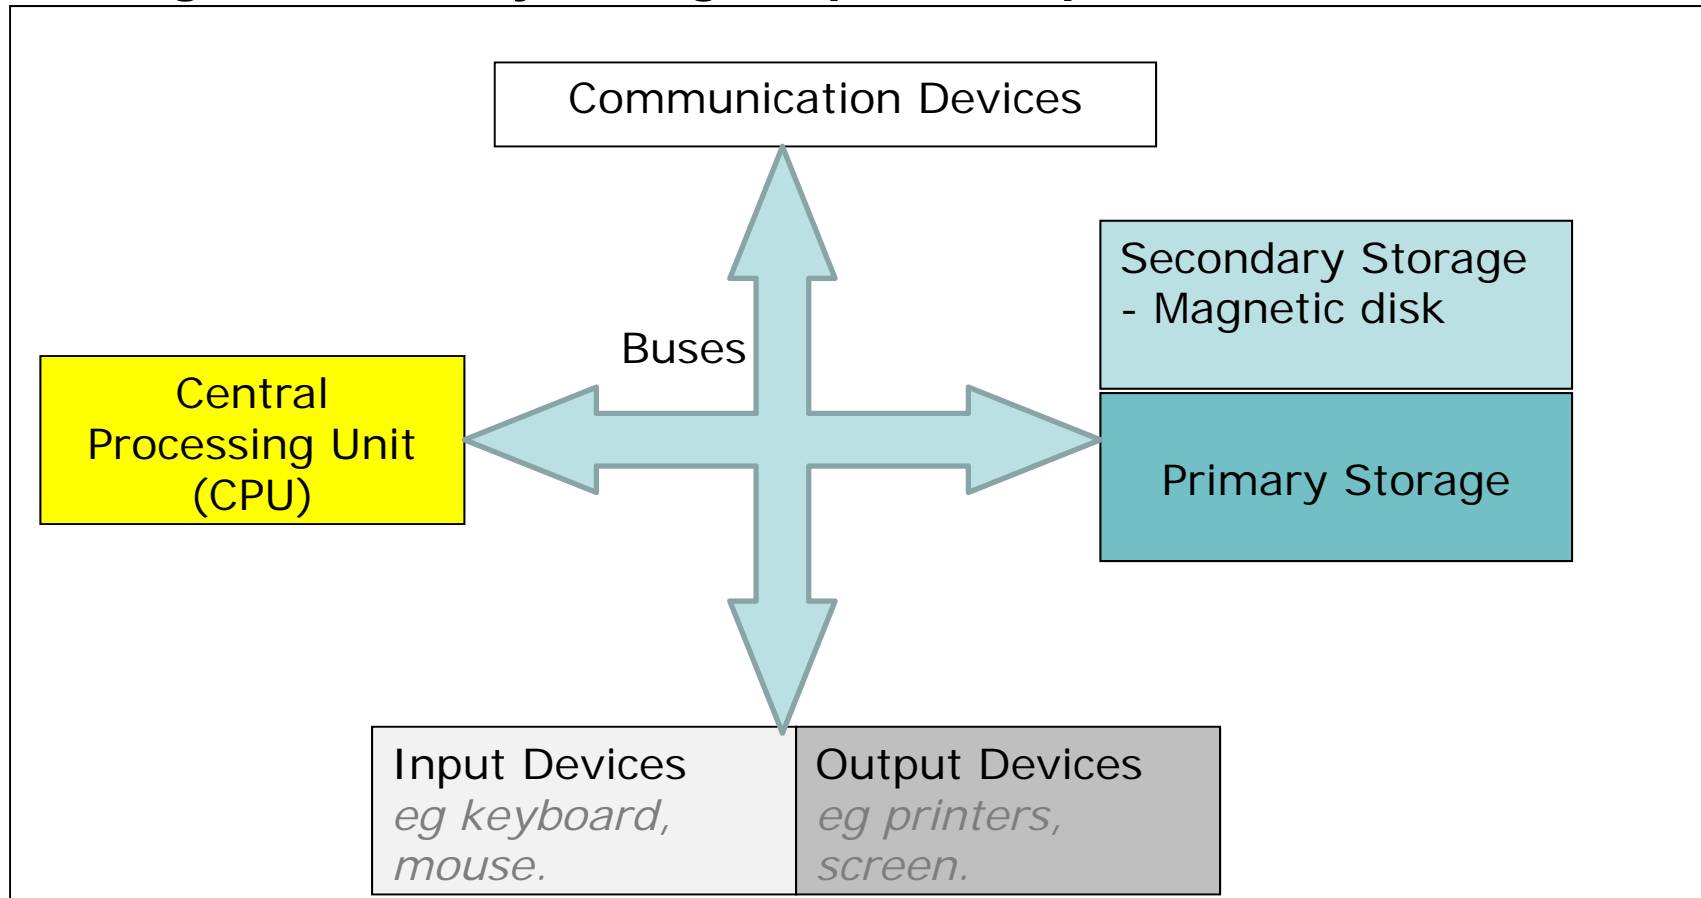 Communication Devices
Secondary Storage
- Magnetic disk
Buses
Central
Processing Unit
(CPU)
Primary Storage
Input Devices
eg keyboard,
mouse.
Output Devices
eg printers,
screen.